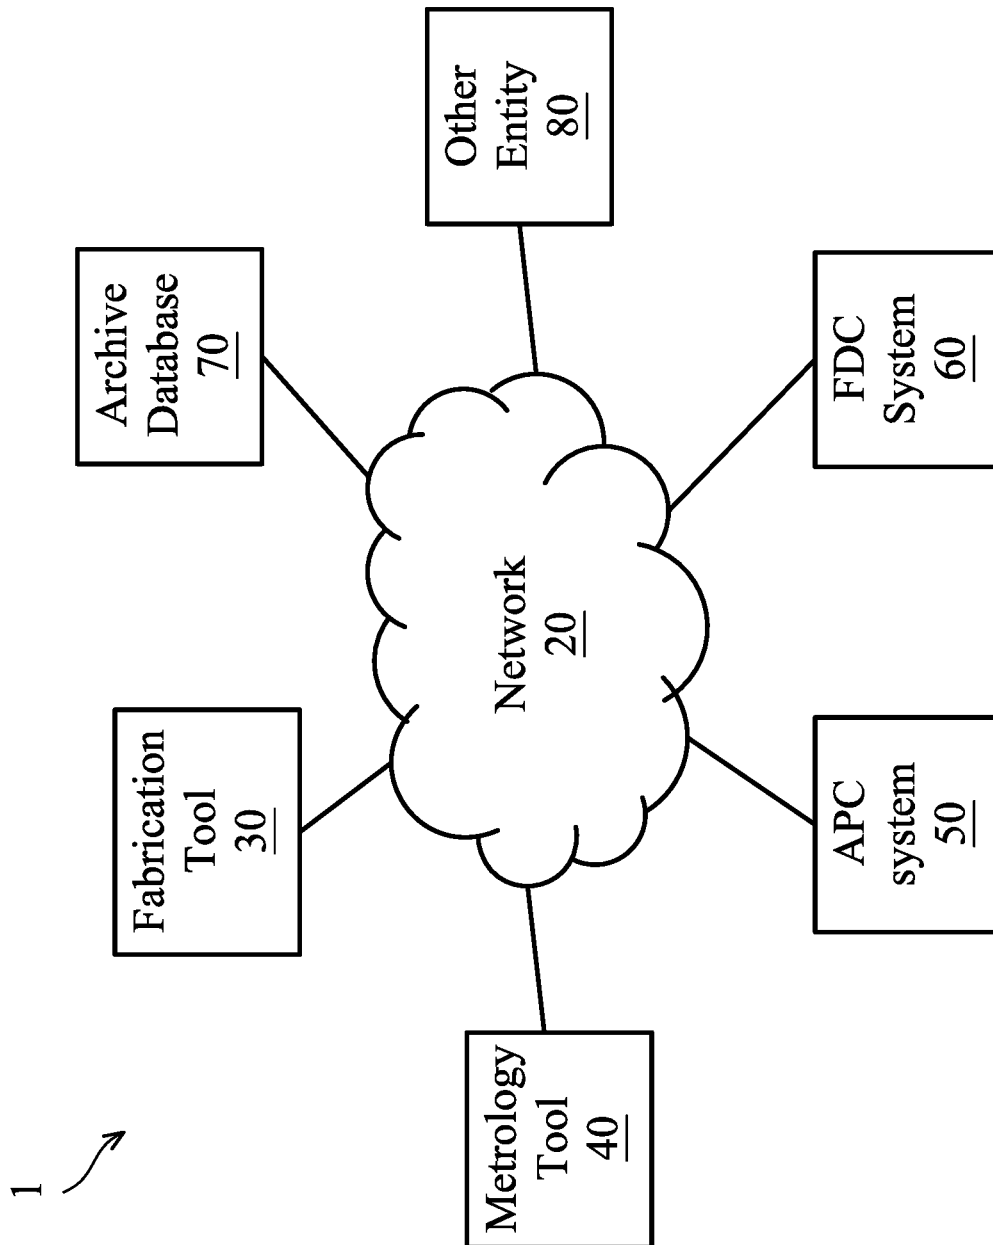 1
Fabrication
Tool
30
Archive
Database
70
Metrology
Tool
40
Network
20
Other
Entity
80
APC
system
50
FDC
System
60